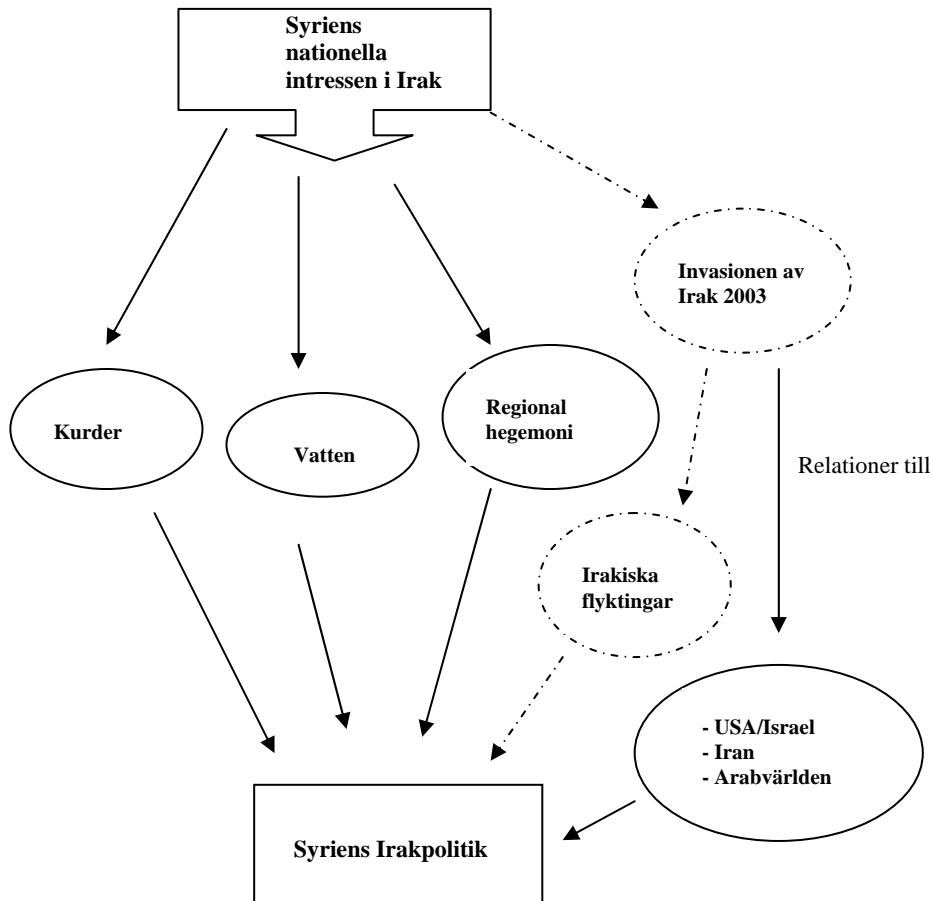 Syriens
nationella
intressen i Irak
Invasionen av
Irak 2003
Kurder
Vatten
Regional
hegemoni
Relationer till
Irakiska
flyktingar
- USA/Israel
- Iran
- Arabvärlden
Syriens Irakpolitik